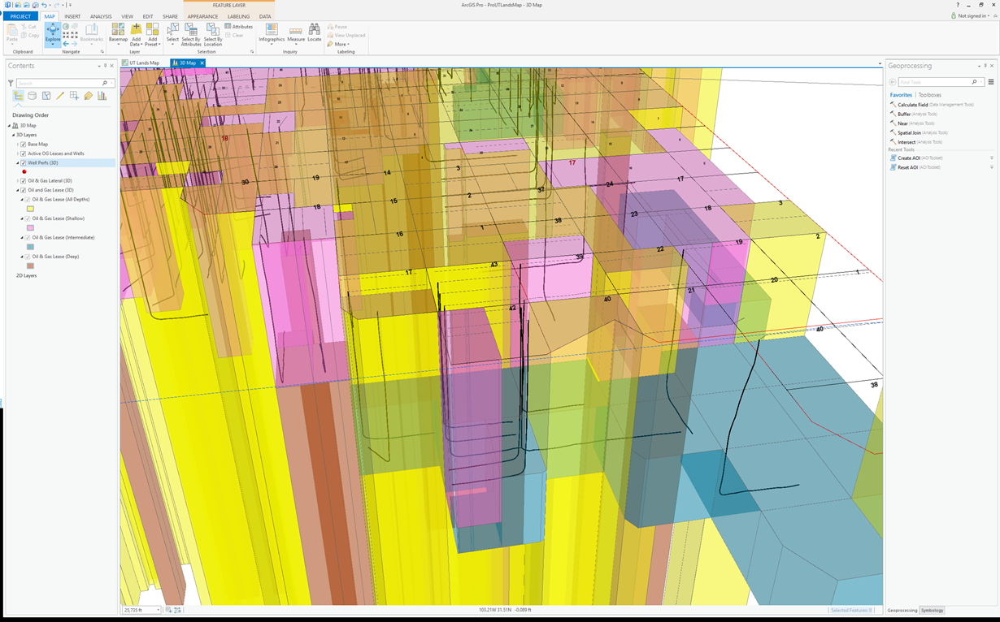 FEATURE LAYER
ArcGIS Pro - ProUTLandsMap - 3D Map
PROJECT MAP INSERT ANALYSIS VIEW EDIT SHARE APPEARANCE LABELING DATA
Not signed in
Paste
Cut
Copy
Clipboard
Explore
Bookmarks
Navigate
Basemap
Add Data
Add Preset
Layer
Select
Select By Attributes
Select By Location
Attributes
Clear
Selection
Infographics
Measure
Locate
Inquiry
Pause
View Unplaced
More
Labeling
Contents
Search
Drawing Order
3D Map
3D Layers
Base Map
Active OG Leases and Wells
Well Perfs (3D)
Oil & Gas Lateral (3D)
Oil and Gas Lease (3D)
Oil & Gas Lease (All Depths)
Oil & Gas Lease (Shallow)
Oil & Gas Lease (Intermediate)
Oil & Gas Lease (Deep)
2D Layers
UT Lands Map
3D Map
18
17
30
19
14
3
37
24
17
18
15
2
38
23
18
3
16
1
39
22
19
2
17
43
42
40
21
20
1
40
38
25,735 ft
103.21W 31.51N -0.089 ft
Selected Features: 0
Geoprocessing
Find Tools
Favorites Toolboxes
Calculate Field (Data Management Tools)
Buffer (Analysis Tools)
Near (Analysis Tools)
Spatial Join (Analysis Tools)
Intersect (Analysis Tools)
Recent Tools
Create AOI (AOIToolset)
Reset AOI (AOIToolset)
Geoprocessing Symbology